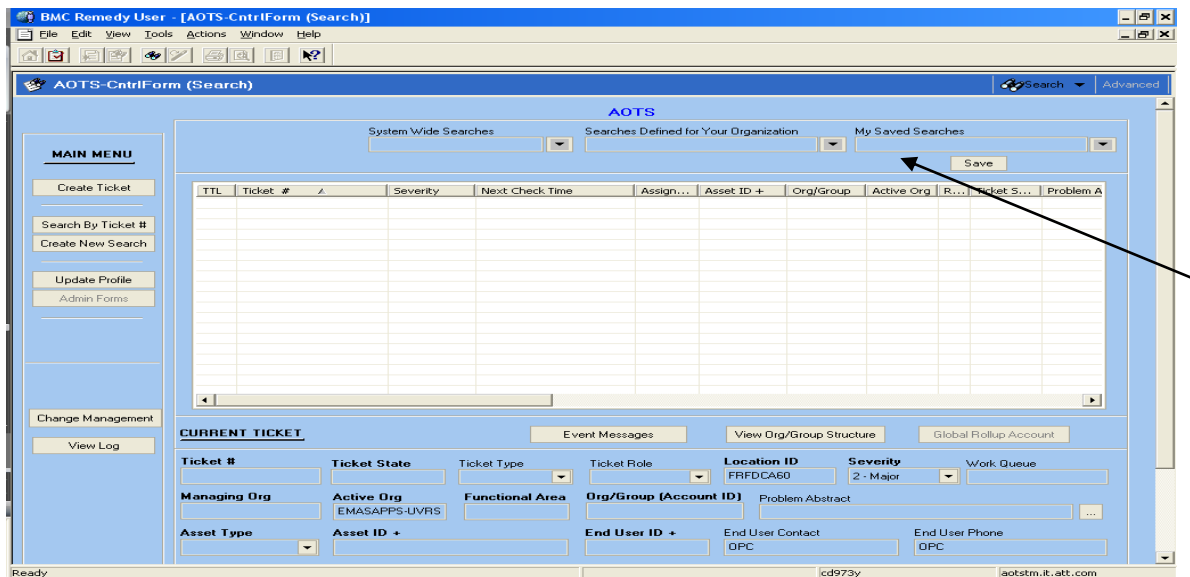 BMC Remedy User - [AOTS-CntrlForm (Search)]
File Edit View Tools Actions Window Help
AOTS-CntrlForm (Search)
Search
Advanced
AOTS
System Wide Searches
Searches Defined for Your Organization
My Saved Searches
Save
MAIN MENU
Create Ticket
Search By Ticket #
Create New Search
Update Profile
Admin Forms
Change Management
View Log
TTL Ticket # Severity Next Check Time Assign... Asset ID + Org/Group Active Org R... Ticket S... Problem A
CURRENT TICKET
Event Messages
View Org/Group Structure
Global Rollup Account
Ticket # Ticket State Ticket Type Ticket Role Location ID Severity Work Queue
FRFDCA60 2 - Major
Managing Org Active Org Functional Area Org/Group (Account ID) Problem Abstract
EMASAPPS-UVRS
...
Asset Type Asset ID + End User ID + End User Contact End User Phone
OPC OPC
Ready cd973y aotstm.it.att.com